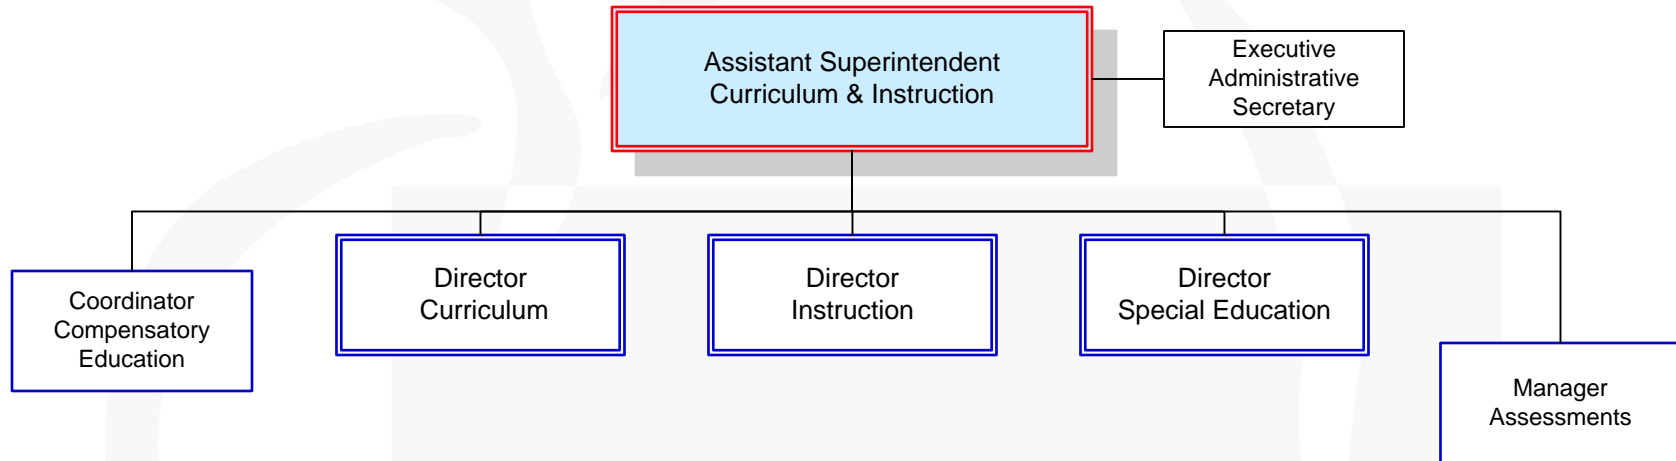 Assistant Superintendent
Curriculum & Instruction
Executive
Administrative
Secretary
Coordinator
Compensatory
Education
Director
Curriculum
Director
Instruction
Director
Special Education
Manager
Assessments